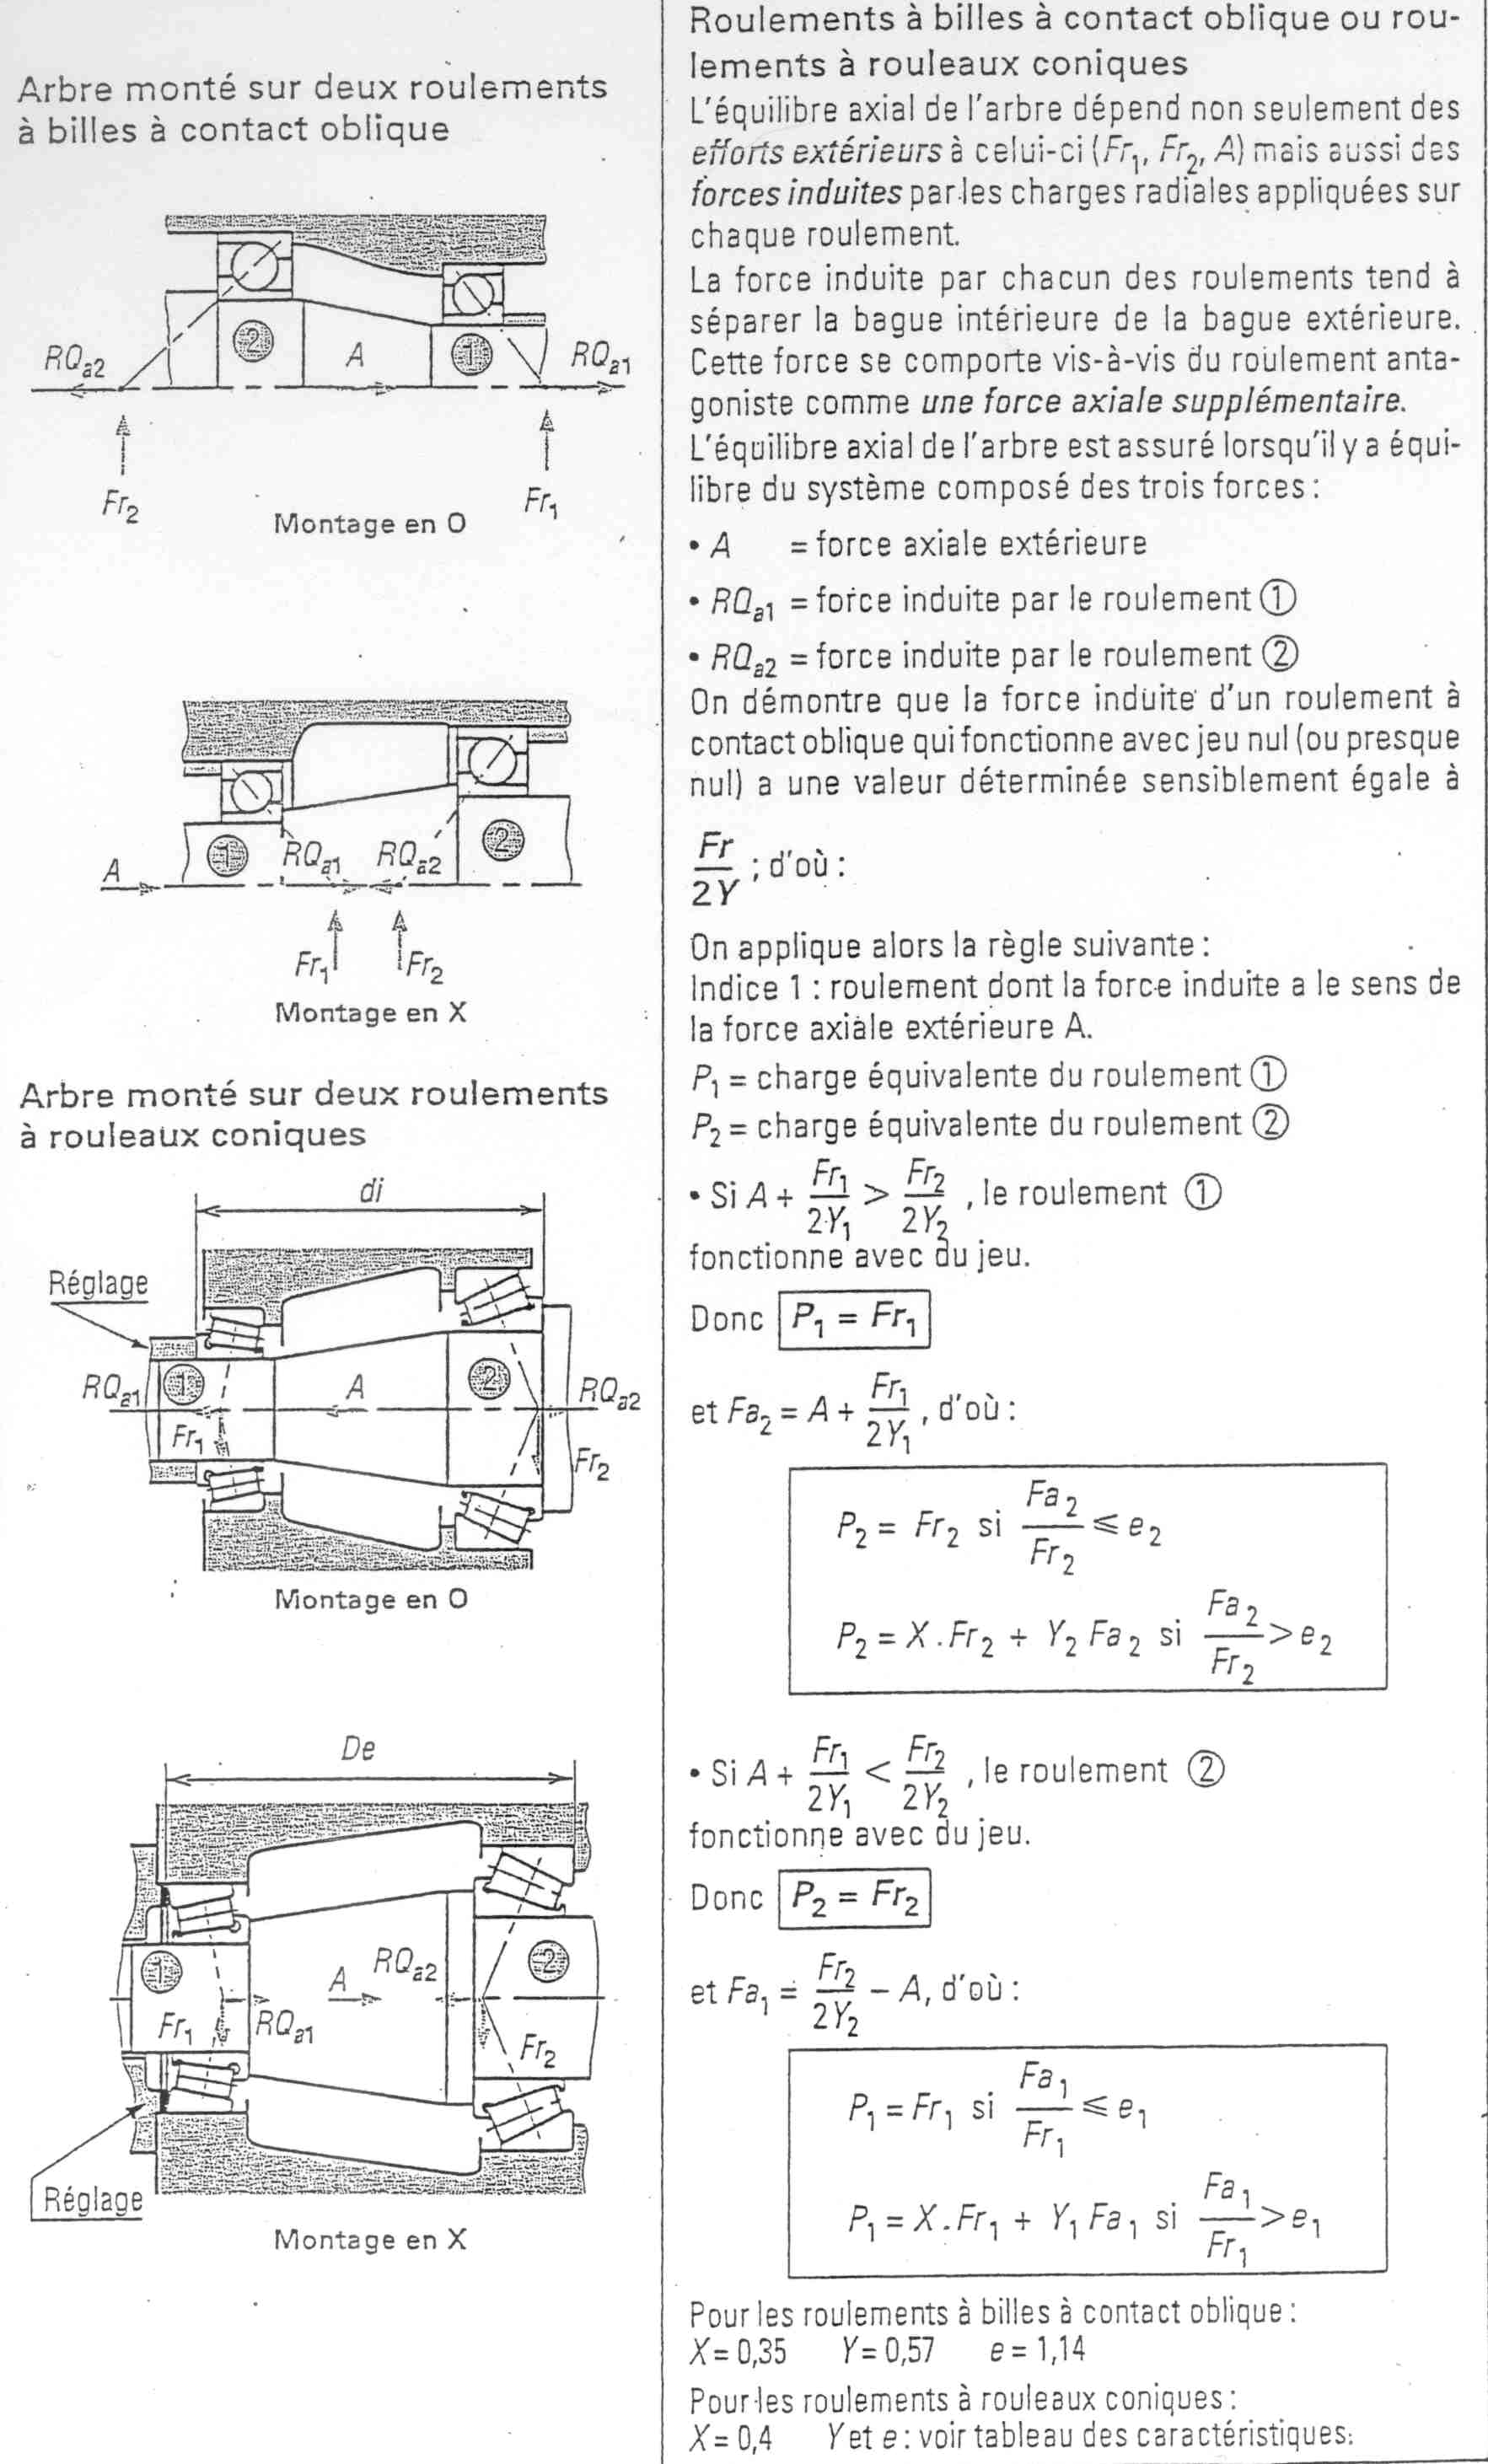 Arbre monté sur deux roulements
à billes à contact oblique
RQa2
2
A
1
RQa1
Fr2
Fr1
Montage en O
A
1
RQa1
RQa2
2
Fr1
Fr2
Montage en X
Arbre monté sur deux roulements
à rouleaux coniques
di
Réglage
RQa1
1
A
2
RQa2
Fr1
Fr2
Montage en O
De
1
A
RQa2
2
Fr1
RQa1
Fr2
Réglage
Montage en X
Roulements à billes à contact oblique ou rou-
lements à rouleaux coniques
L'équilibre axial de l'arbre dépend non seulement des
efforts extérieurs à celui-ci (Fr1, Fr2, A) mais aussi des
forces induites par les charges radiales appliquées sur
chaque roulement.
La force induite par chacun des roulements tend à
séparer la bague intérieure de la bague extérieure.
Cette force se comporte vis-à-vis du roulement anta-
goniste comme une force axiale supplémentaire.
L'équilibre axial de l'arbre est assuré lorsqu'il y a équi-
libre du système composé des trois forces :
• A = force axiale extérieure
• RQa1 = force induite par le roulement ①
• RQa2 = force induite par le roulement ②
On démontre que la force induite d'un roulement à
contact oblique qui fonctionne avec jeu nul (ou presque
nul) a une valeur déterminée sensiblement égale à
Fr/2Y ; d'où :
On applique alors la règle suivante :
Indice 1 : roulement dont la force induite a le sens de
la force axiale extérieure A.
P1 = charge équivalente du roulement ①
P2 = charge équivalente du roulement ②
• Si A + Fr1/2Y1 > Fr2/2Y2 , le roulement ①
fonctionne avec du jeu.
Donc P1 = Fr1
et Fa2 = A + Fr1/2Y1 , d'où :
P2 = Fr2 si Fa2/Fr2 ⩽ e2
P2 = X . Fr2 + Y2 Fa2 si Fa2/Fr2 > e2
• Si A + Fr1/2Y1 < Fr2/2Y2 , le roulement ②
fonctionne avec du jeu.
Donc P2 = Fr2
et Fa1 = Fr2/2Y2 − A, d'où :
P1 = Fr1 si Fa1/Fr1 ⩽ e1
P1 = X . Fr1 + Y1 Fa1 si Fa1/Fr1 > e1
Pour les roulements à billes à contact oblique :
X = 0,35 Y = 0,57 e = 1,14
Pour les roulements à rouleaux coniques :
X = 0,4 Y et e : voir tableau des caractéristiques.